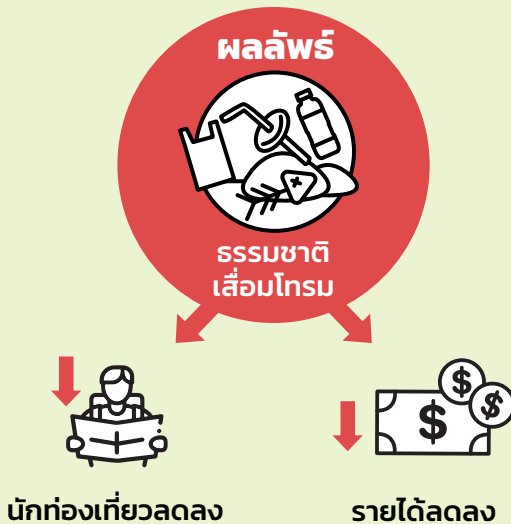 ผลลัพธ์
ธรรมชาติ
เสื่อมโทรม
$
$
$
นักท่องเที่ยวลดลง
รายได้ลดลง